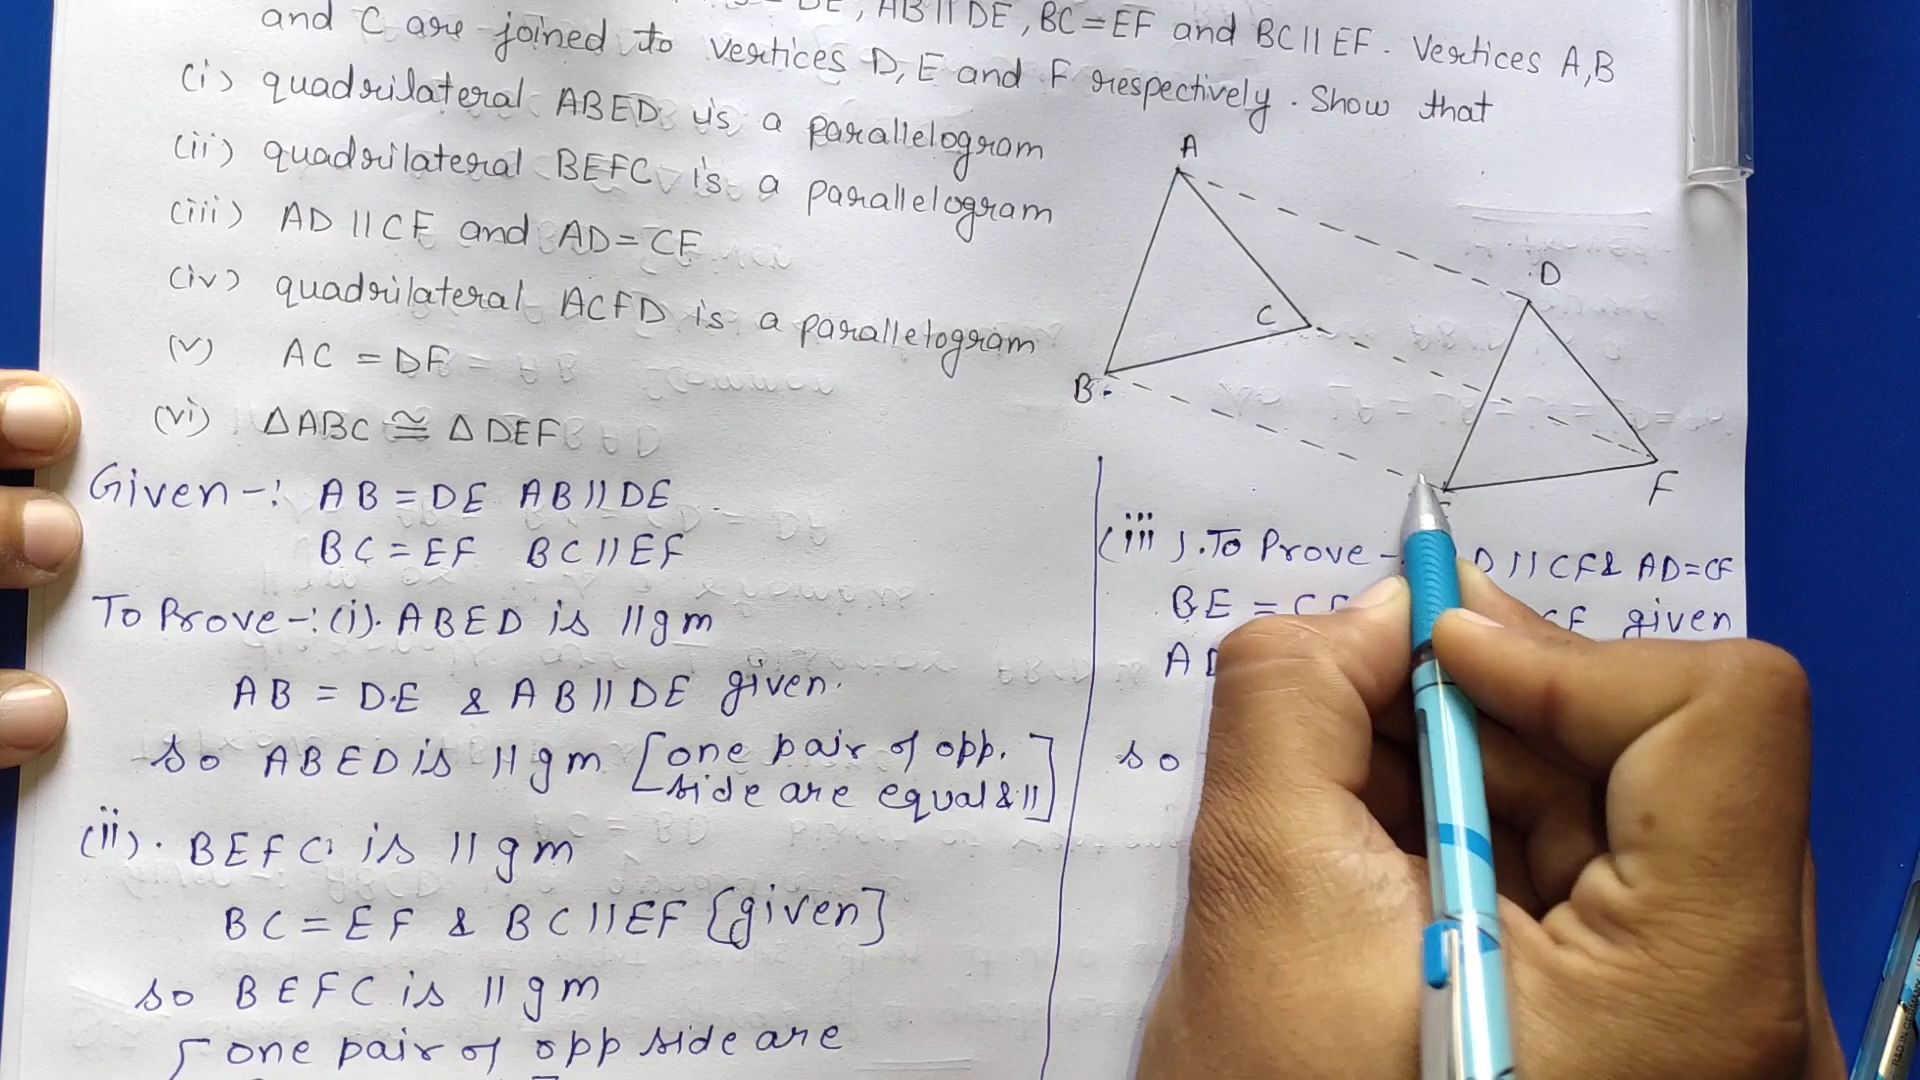 = DE, AB || DE, BC = EF and BC || EF. Vertices A, B
and C are joined to vertices D, E and F respectively. Show that
(i) quadrilateral ABED is a parallelogram
(ii) quadrilateral BEFC is a parallelogram
(iii) AD || CF and AD = CF
(iv) quadrilateral ACFD is a parallelogram
(v) AC = DF
(vi) △ABC ≅ △DEF
A
D
C
B
F
Given -: AB = DE AB || DE
BC = EF BC || EF
To Prove -: (i). ABED is ||gm
AB = DE & AB || DE given.
so ABED is ||gm [one pair of opp.
side are equal & ||]
(ii). BEFC is ||gm
BC = EF & BC || EF [given]
so BEFC is ||gm
[one pair of opp side are
(iii). To Prove - D || CF & AD = CF
BE = CF given
so